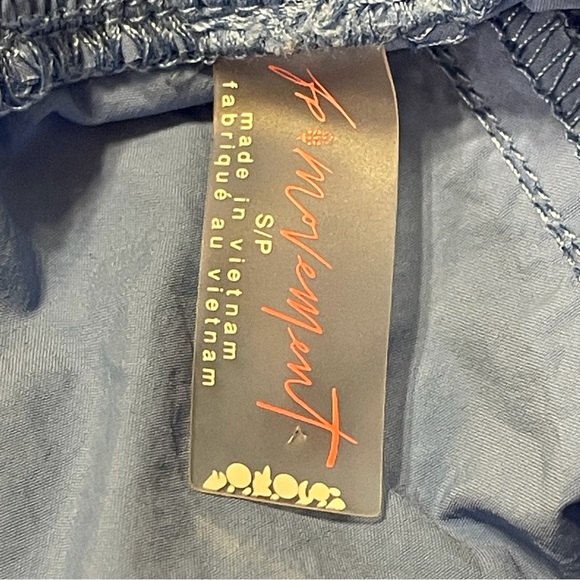 fp movement
S/P
made in vietnam
fabriqué au vietnam